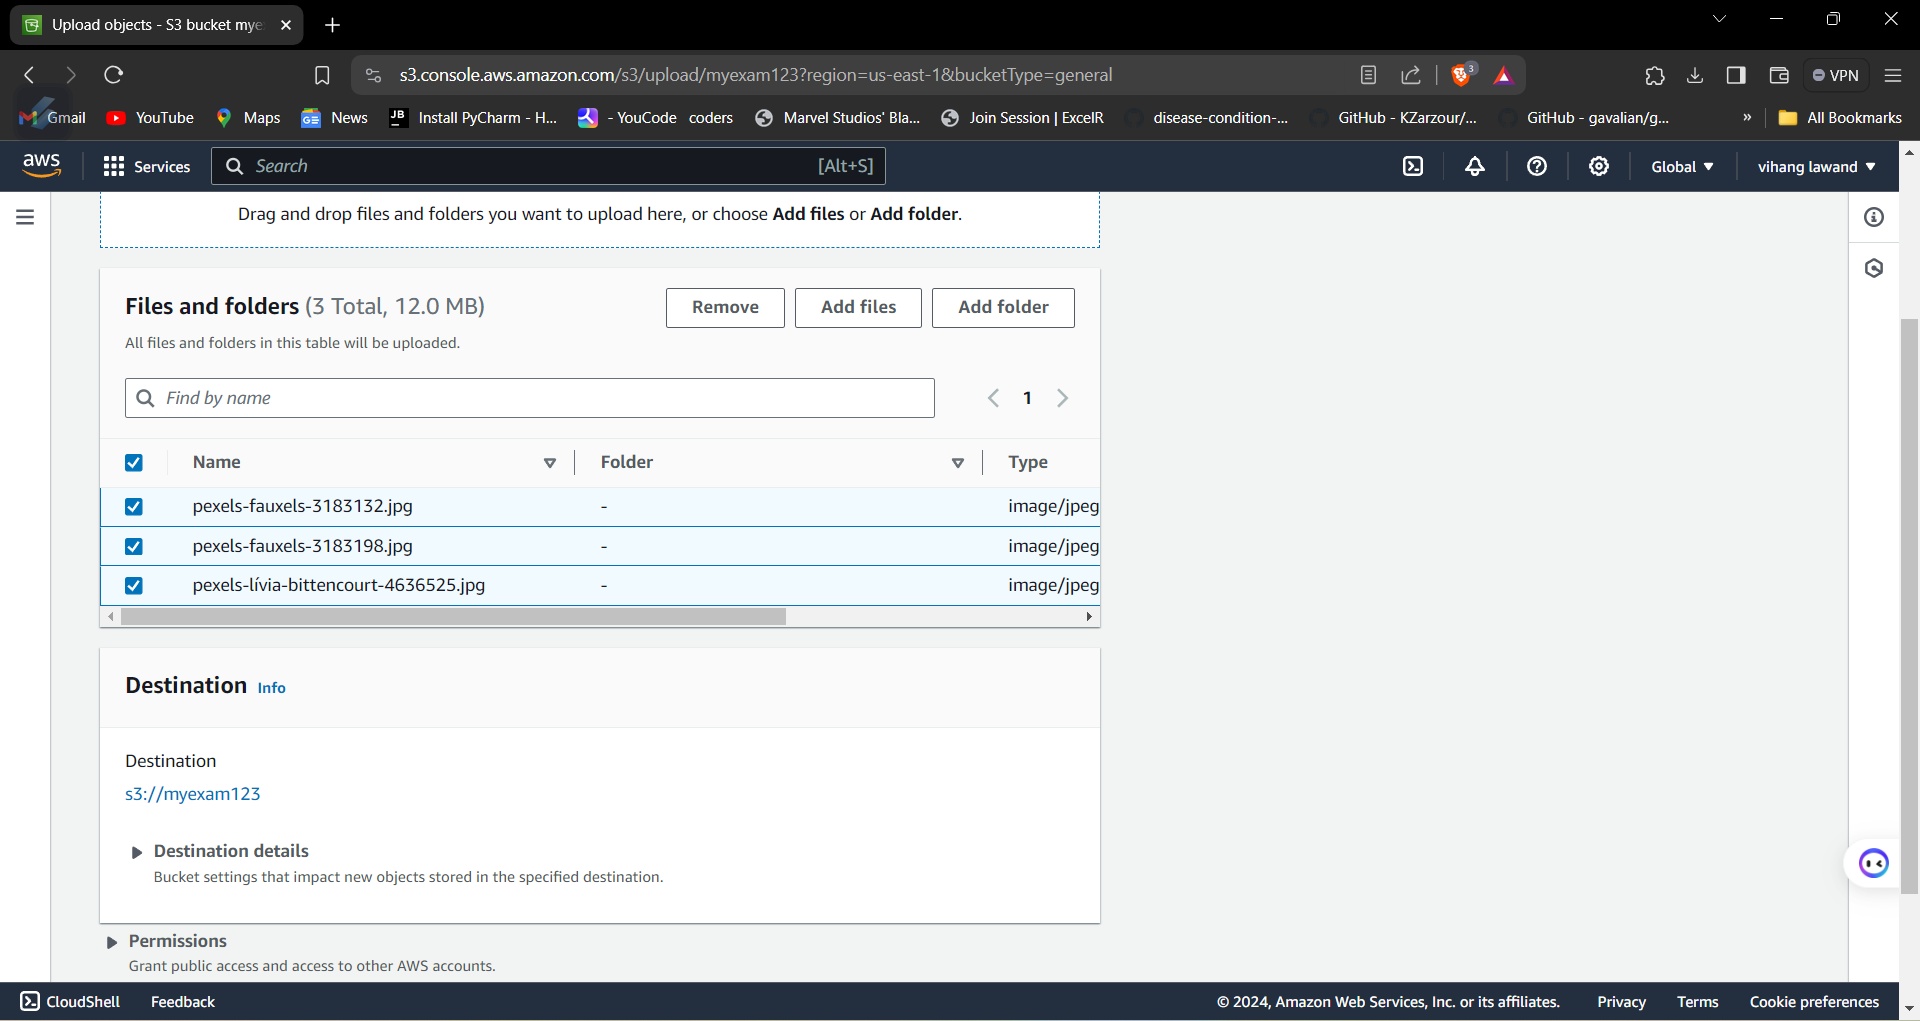 Upload objects - S3 bucket mye
s3.console.aws.amazon.com/s3/upload/myexam123?region=us-east-1&bucketType=general
3
VPN
Gmail
YouTube
Maps
News
JB
Install PyCharm - H...
- YouCode coders
Marvel Studios' Bla...
Join Session | ExcelR
disease-condition-...
GitHub - KZarzour/...
GitHub - gavalian/g...
»
All Bookmarks
aws
Services
Search
[Alt+S]
Global
vihang lawand
Drag and drop files and folders you want to upload here, or choose Add files or Add folder.
Files and folders (3 Total, 12.0 MB)
Remove
Add files
Add folder
All files and folders in this table will be uploaded.
Find by name
1
Name
Folder
Type
pexels-fauxels-3183132.jpg - image/jpeg
pexels-fauxels-3183198.jpg - image/jpeg
pexels-lívia-bittencourt-4636525.jpg - image/jpeg
Destination Info
Destination
s3://myexam123
Destination details
Bucket settings that impact new objects stored in the specified destination.
Permissions
Grant public access and access to other AWS accounts.
CloudShell
Feedback
© 2024, Amazon Web Services, Inc. or its affiliates.
Privacy
Terms
Cookie preferences